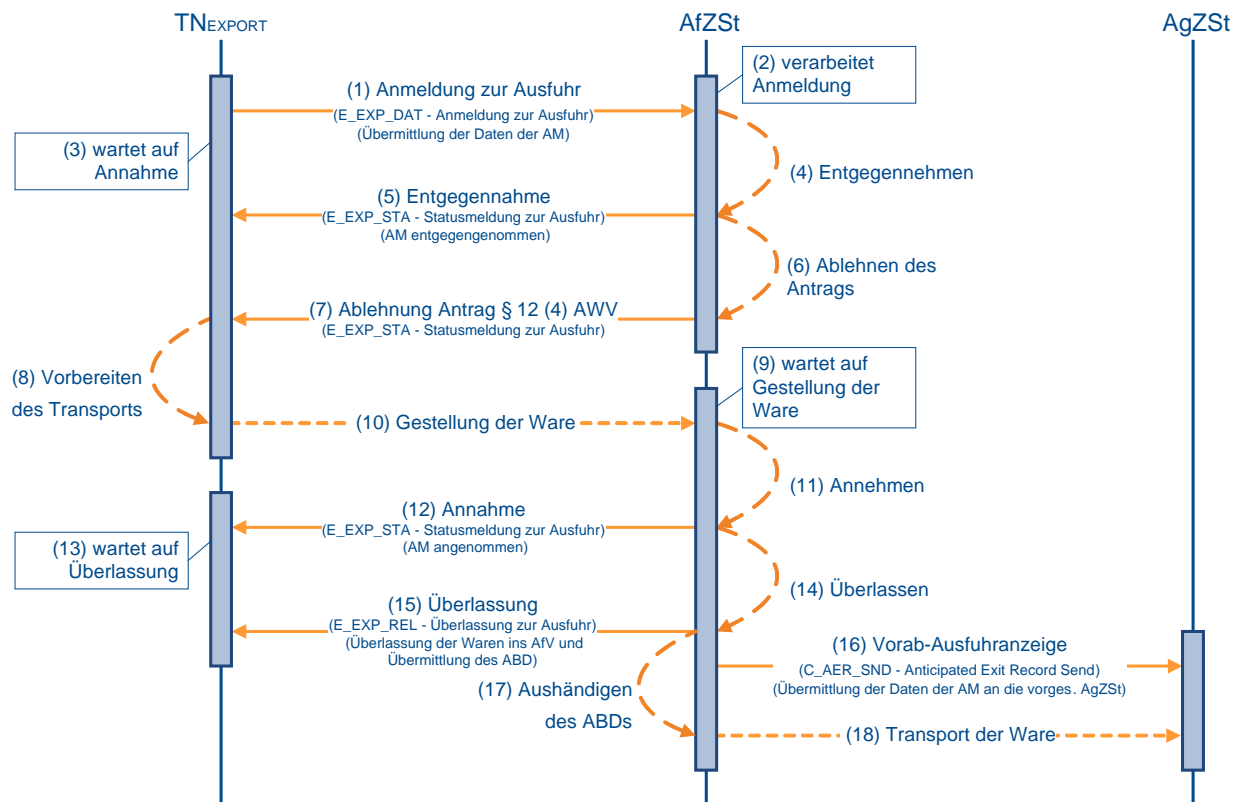 TNEXPORT
AfZSt
AgZSt
(1) Anmeldung zur Ausfuhr
(E_EXP_DAT - Anmeldung zur Ausfuhr)
(Übermittlung der Daten der AM)
(2) verarbeitet
Anmeldung
(3) wartet auf
Annahme
(4) Entgegennehmen
(5) Entgegennahme
(E_EXP_STA - Statusmeldung zur Ausfuhr)
(AM entgegengenommen)
(6) Ablehnen des
Antrags
(7) Ablehnung Antrag § 12 (4) AWV
(E_EXP_STA - Statusmeldung zur Ausfuhr)
(8) Vorbereiten
des Transports
(9) wartet auf
Gestellung der
Ware
(10) Gestellung der Ware
(11) Annehmen
(12) Annahme
(E_EXP_STA - Statusmeldung zur Ausfuhr)
(AM angenommen)
(13) wartet auf
Überlassung
(14) Überlassen
(15) Überlassung
(E_EXP_REL - Überlassung zur Ausfuhr)
(Überlassung der Waren ins AfV und
Übermittlung des ABD)
(16) Vorab-Ausfuhranzeige
(C_AER_SND - Anticipated Exit Record Send)
(Übermittlung der Daten der AM an die vorges. AgZSt)
(17) Aushändigen
des ABDs
(18) Transport der Ware